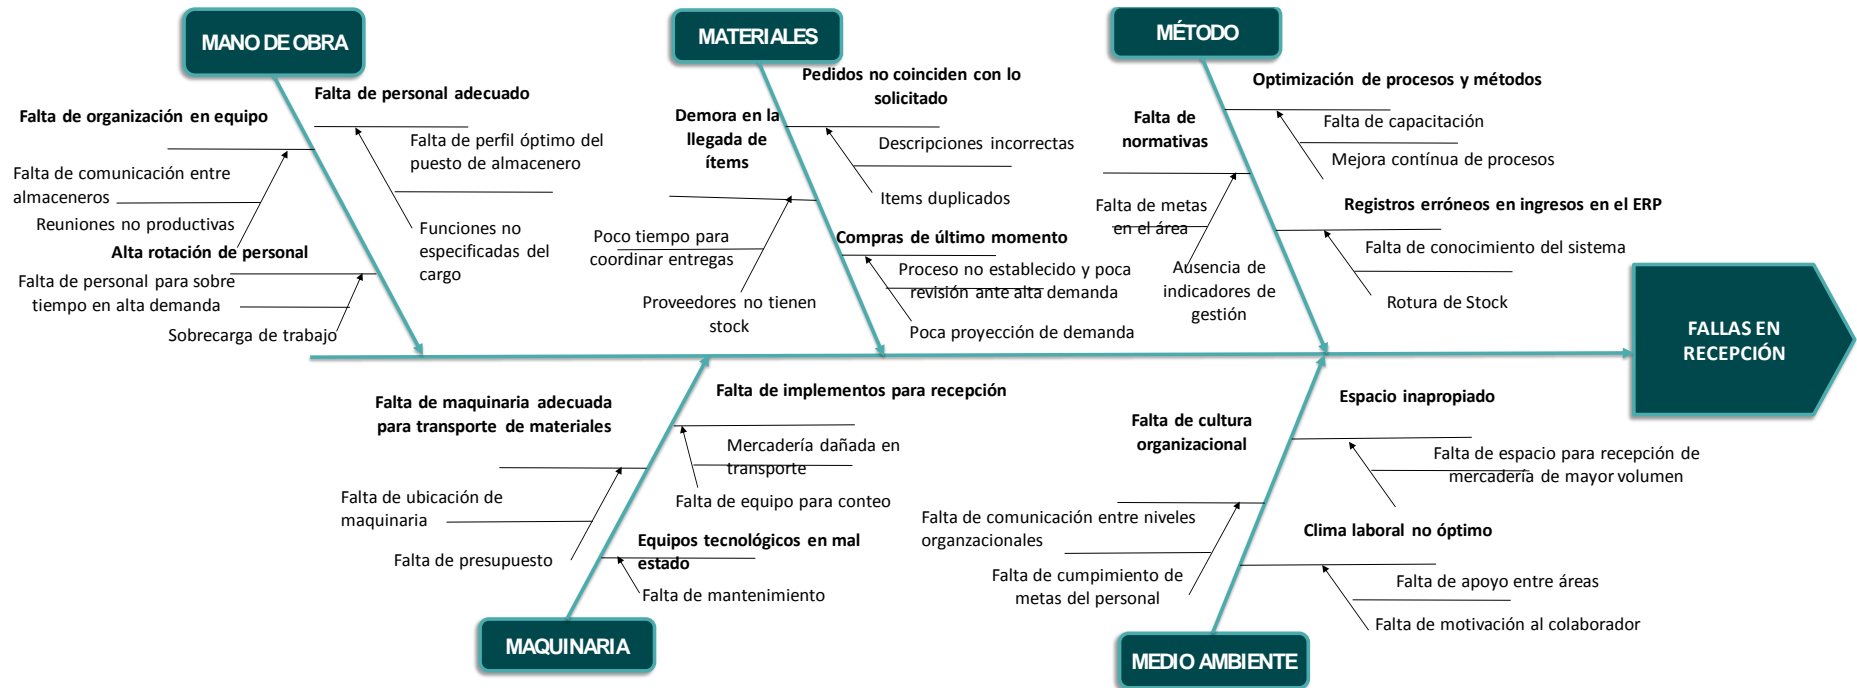 MANO DE OBRA
Falta de personal adecuado
Falta de perfil óptimo del
puesto de almacenero
Funciones no
especificadas del
cargo
Falta de organización en equipo
Falta de comunicación entre
almaceneros
Reuniones no productivas
Alta rotación de personal
Falta de personal para sobre
tiempo en alta demanda
Sobrecarga de trabajo
MATERIALES
Pedidos no coinciden con lo
solicitado
Descripciones incorrectas
Items duplicados
Demora en la
llegada de
ítems
Poco tiempo para
coordinar entregas
Proveedores no tienen
stock
Compras de último momento
Proceso no establecido y poca
revisión ante alta demanda
Poca proyección de demanda
MÉTODO
Optimización de procesos y métodos
Falta de capacitación
Mejora contínua de procesos
Falta de
normativas
Falta de metas
en el área
Ausencia de
indicadores de
gestión
Registros erróneos en ingresos en el ERP
Falta de conocimiento del sistema
Rotura de Stock
FALLAS EN
RECEPCIÓN
Falta de maquinaria adecuada
para transporte de materiales
Falta de ubicación de
maquinaria
Falta de presupuesto
Falta de implementos para recepción
Mercadería dañada en
transporte
Falta de equipo para conteo
Equipos tecnológicos en mal
estado
Falta de mantenimiento
MAQUINARIA
Falta de cultura
organizacional
Falta de comunicación entre niveles
organzacionales
Falta de cumpimiento de
metas del personal
Espacio inapropiado
Falta de espacio para recepción de
mercadería de mayor volumen
Clima laboral no óptimo
Falta de apoyo entre áreas
Falta de motivación al colaborador
MEDIO AMBIENTE